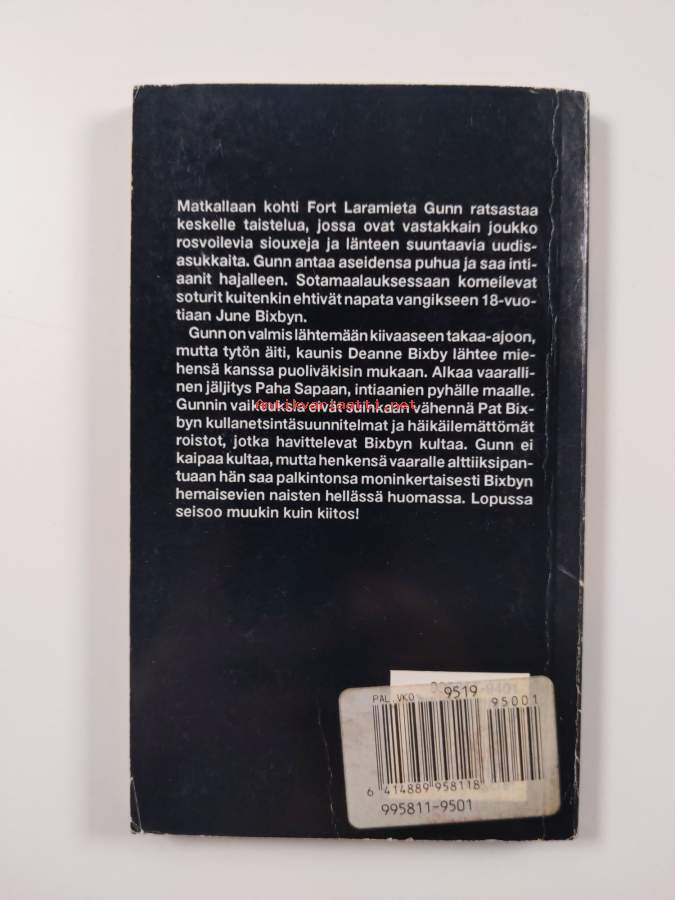 Matkallaan kohti Fort Laramieta Gunn ratsastaa
keskelle taistelua, jossa ovat vastakkain joukko
rosvoilevia siouxeja ja länteen suuntaavia uudis-
asukkaita. Gunn antaa aseidensa puhua ja saa inti-
aanit hajalleen. Sotamaalauksessaan komeilevat
soturit kuitenkin ehtivät napata vangikseen 18-vuo-
tiaan June Bixbyn.
Gunn on valmis lähtemään kiivaaseen takaa-ajoon,
mutta tytön äiti, kaunis Deanne Bixby lähtee mie-
hensä kanssa puoliväkisin mukaan. Alkaa vaaralli-
nen jäljitys Paha Sapaan, intiaanien pyhälle maalle.
Gunnin vaikeuksia eivät suinkaan vähennä Pat Bix-
byn kullanetsintäsuunnitelmat ja häikäilemättömät
roistot, jotka havittelevat Bixbyn kultaa. Gunn ei
kaipaa kultaa, mutta henkensä vaaralle alttiiksipan-
tuaan hän saa palkintonsa moninkertaisesti Bixbyn
hemaisevien naisten hellässä huomassa. Lopussa
seisoo muukin kuin kiitos!
Antikvariaatti.net
PAL.VKO 9519
95001
6 414889 958118
995811-9501